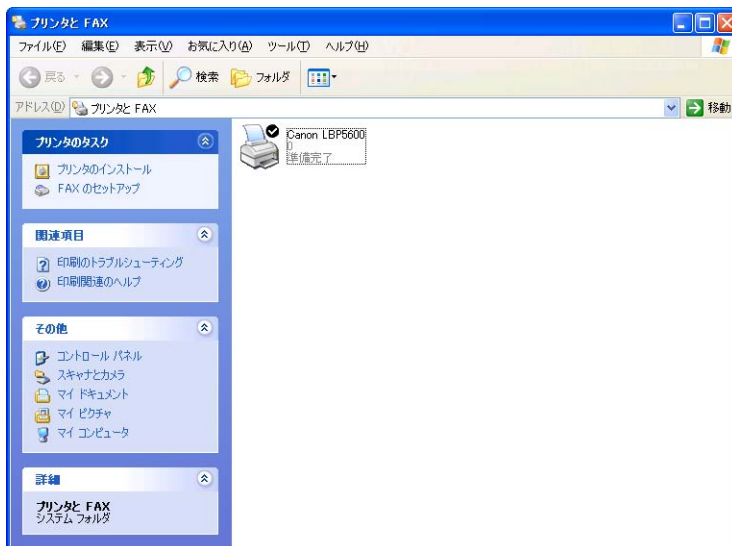 プリンタと FAX
ファイル(F) 編集(E) 表示(V) お気に入り(A) ツール(T) ヘルプ(H)
戻る 検索 フォルダ
アドレス(D) プリンタと FAX 移動
プリンタのタスク
プリンタのインストール
FAX のセットアップ
関連項目
印刷のトラブルシューティング
印刷関連のヘルプ
その他
コントロール パネル
スキャナとカメラ
マイ ドキュメント
マイ ピクチャ
マイ コンピュータ
詳細
プリンタと FAX
システム フォルダ
Canon LBP5600
0
準備完了